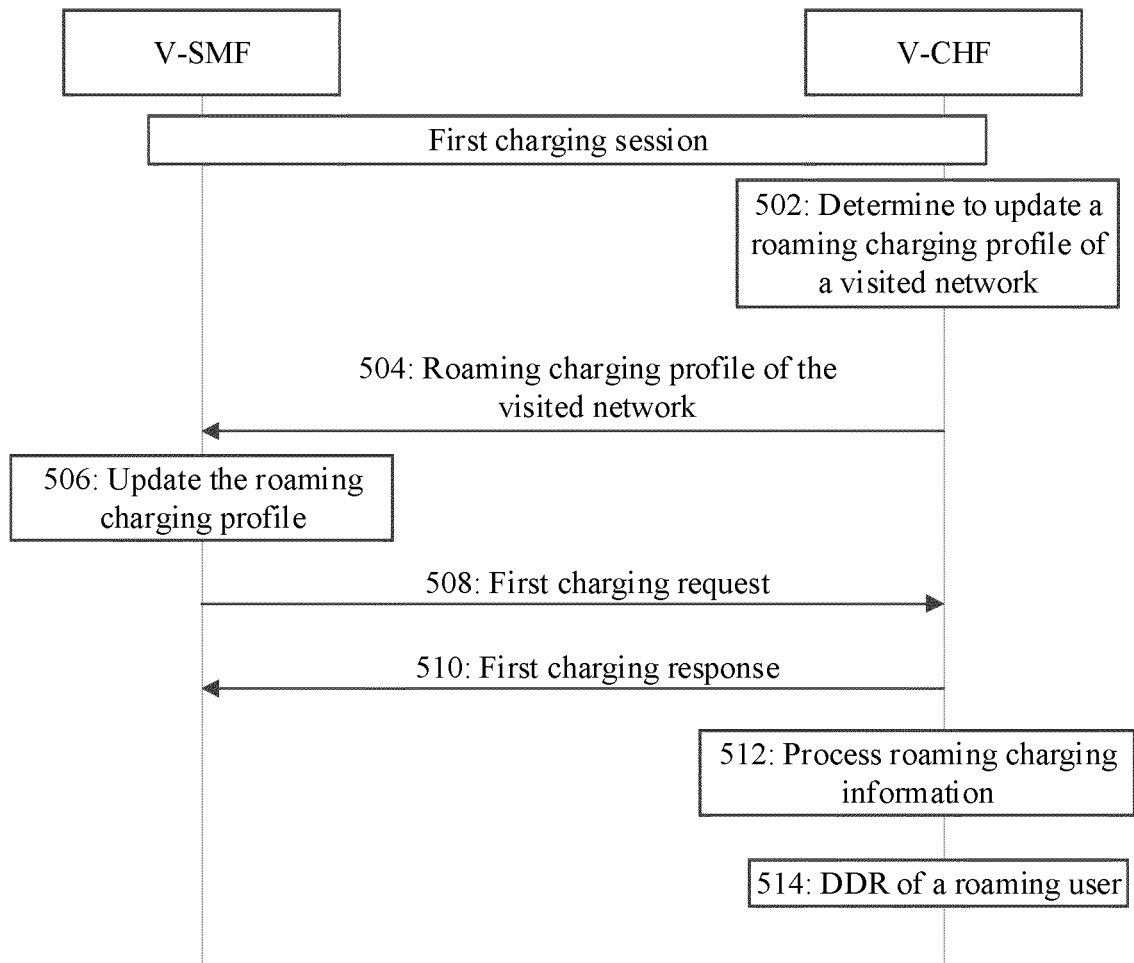 V-SMF
V-CHF
First charging session
502: Determine to update a
roaming charging profile of
a visited network
504: Roaming charging profile of the
visited network
506: Update the roaming
charging profile
508: First charging request
510: First charging response
512: Process roaming charging
information
514: DDR of a roaming user